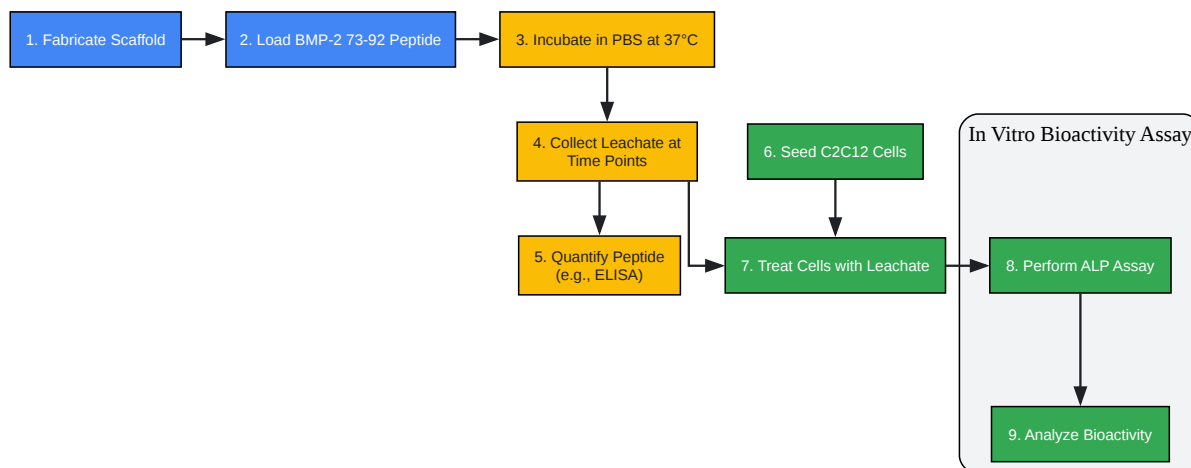 1. Fabricate Scaffold
2. Load BMP-2 73-92 Peptide
3. Incubate in PBS at 37°C
4. Collect Leachate at
Time Points
5. Quantify Peptide
(e.g., ELISA)
6. Seed C2C12 Cells
7. Treat Cells with Leachate
In Vitro Bioactivity Assay
8. Perform ALP Assay
9. Analyze Bioactivity